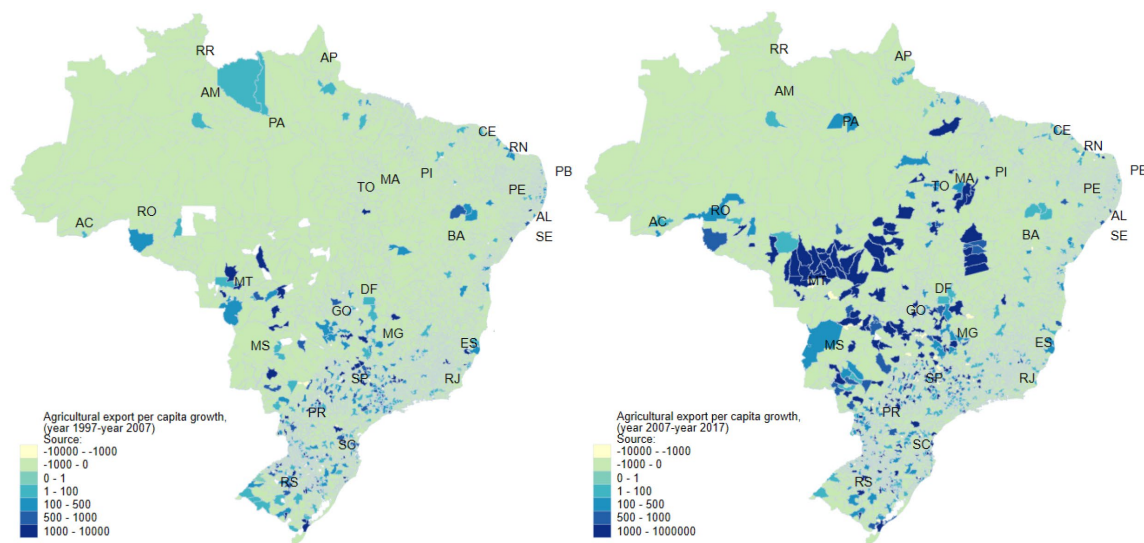 RR
AP
AM
PA
CE
RN
PB
PI
MA
TO
PE
AC
RO
AL
SE
BA
MT
DF
GO
MG
MS
ES
SP
RJ
PR
SC
RS
Agricultural export per capita growth,
(year 1997-year 2007)
Source:
-10000 - -1000
-1000 - 0
0 - 1
1 - 100
100 - 500
500 - 1000
1000 - 10000
RR
AP
AM
PA
CE
RN
PE
PI
MA
TO
PE
AC
RO
AL
SE
BA
MT
DF
GO
MG
MS
ES
SP
RJ
PR
SC
RS
Agricultural export per capita growth,
(year 2007-year 2017)
Source:
-10000 - -1000
-1000 - 0
0 - 1
1 - 100
100 - 500
500 - 1000
1000 - 1000000